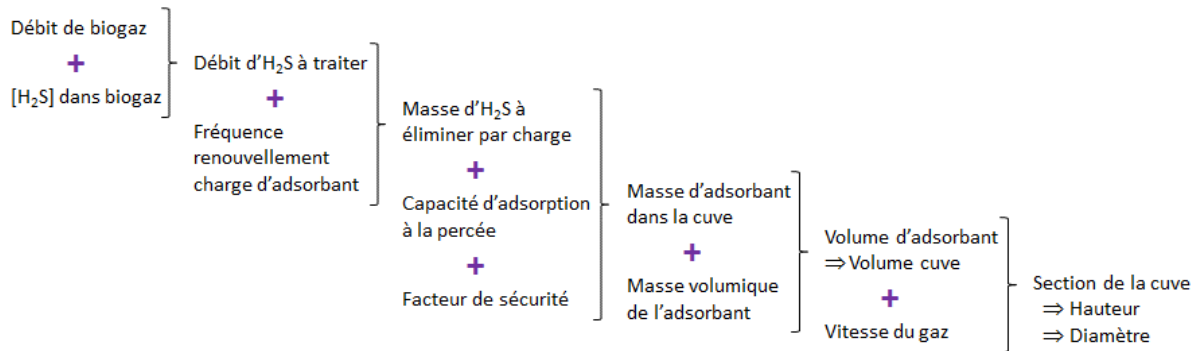 Débit de biogaz
+
[H₂S] dans biogaz
Débit d'H₂S à traiter
+
Fréquence
renouvellement
charge d'adsorbant
Masse d'H₂S à
éliminer par charge
+
Capacité d'adsorption
à la percée
+
Facteur de sécurité
Masse d'adsorbant
dans la cuve
+
Masse volumique
de l'adsorbant
Volume d'adsorbant
⇒ Volume cuve
+
Vitesse du gaz
Section de la cuve
⇒ Hauteur
⇒ Diamètre